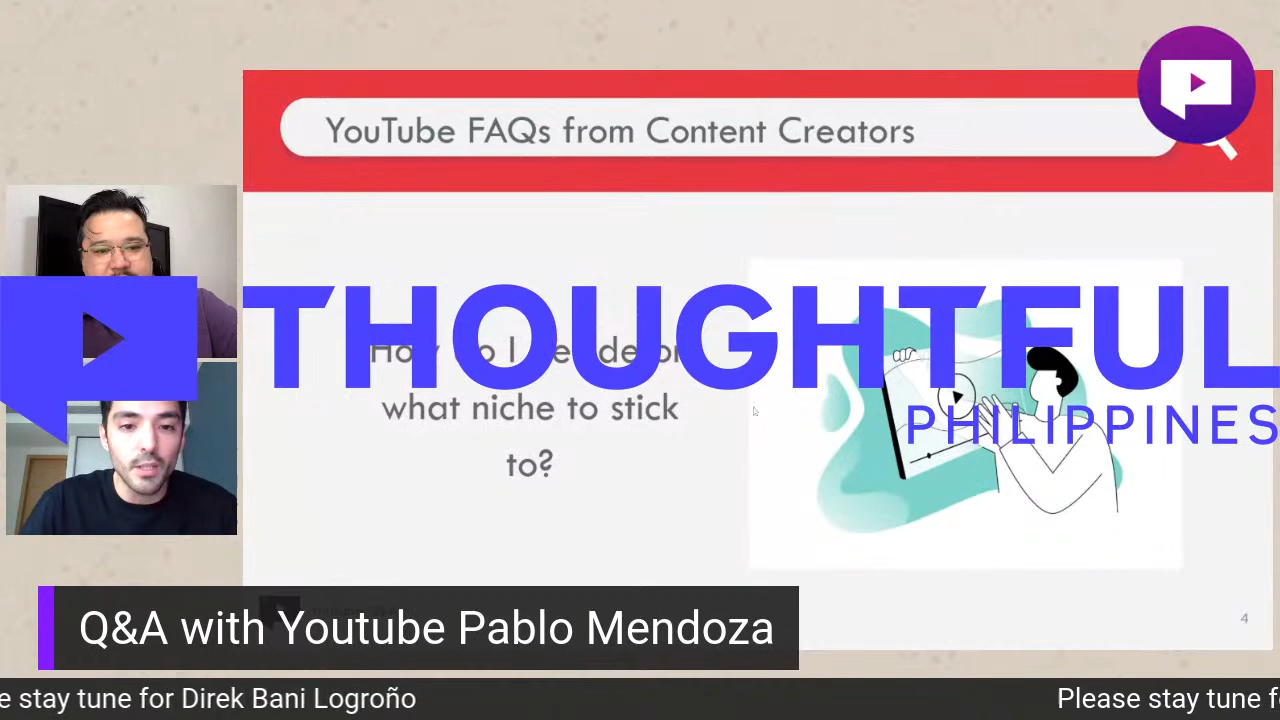 YouTube FAQs from Content Creators
THOUGHTFUL
PHILIPPINES
what niche to stick
to?
4
Q&A with Youtube Pablo Mendoza
e stay tune for Direk Bani Logroño
Please stay tune f